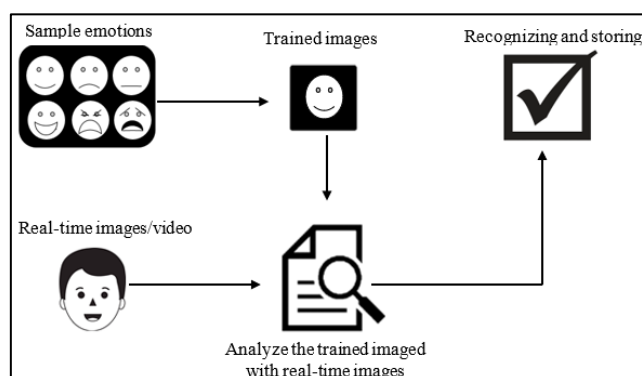 Sample emotions
Trained images
Recognizing and storing
Real-time images/video
Analyze the trained imaged
with real-time images